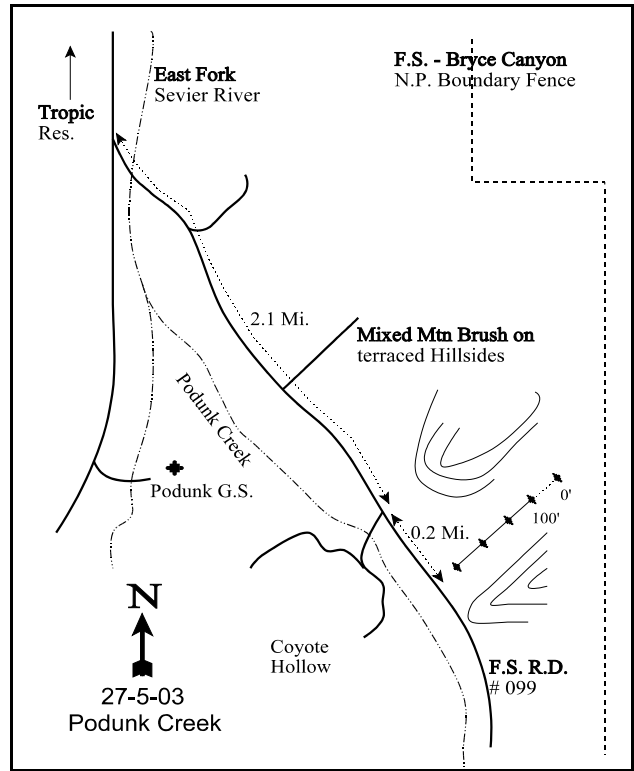 F.S. - Bryce Canyon
N.P. Boundary Fence
East Fork
Sevier River
Tropic
Res.
2.1 Mi.
Mixed Mtn Brush on
terraced Hillsides
Podunk Creek
Podunk G.S.
0'
100'
0.2 Mi.
Coyote
Hollow
F.S. R.D.
# 099
N
27-5-03
Podunk Creek